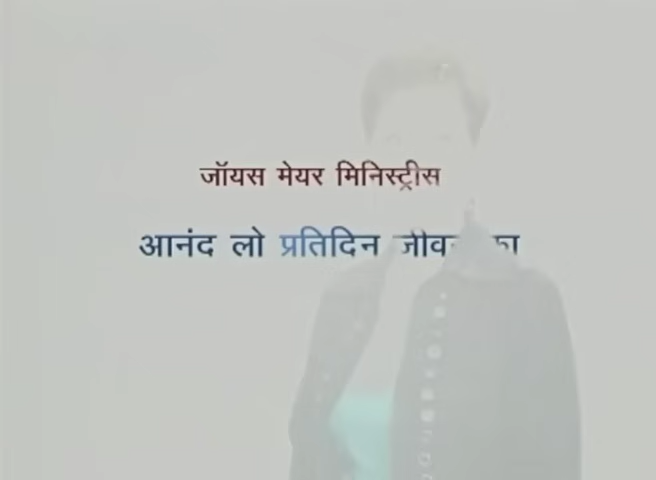 जॉयस मेयर मिनिस्ट्रीस
आनंद लो प्रतिदिन का